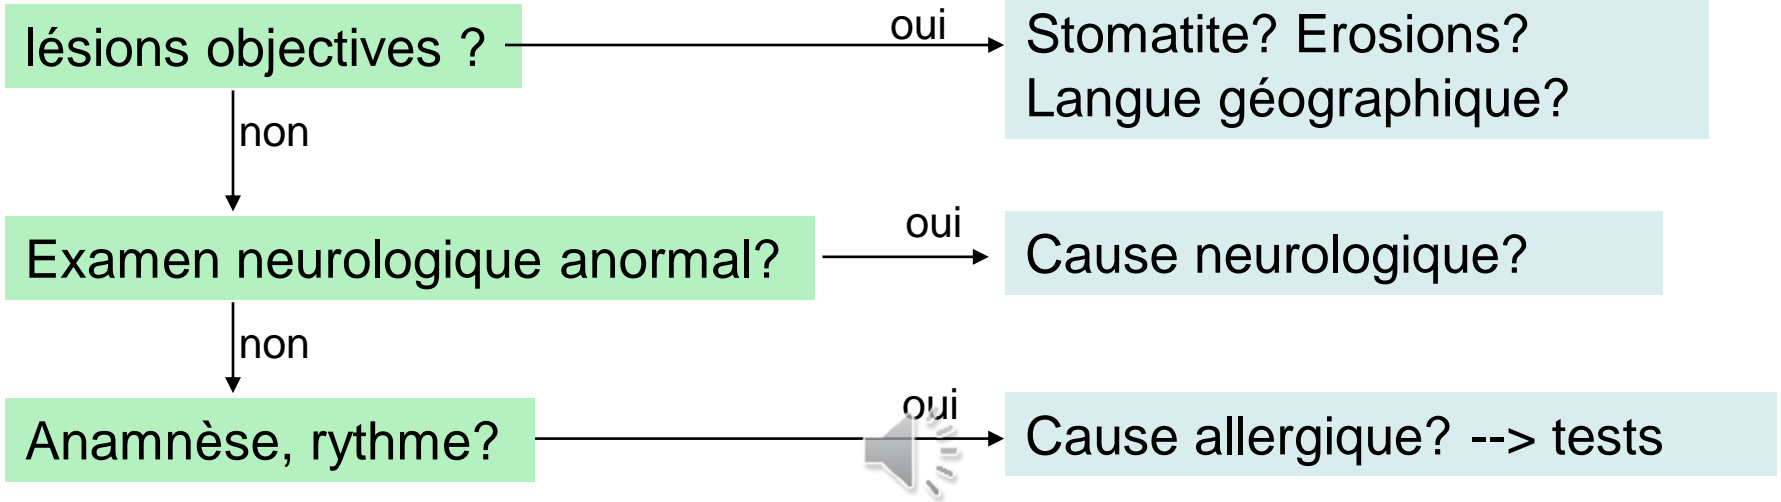 lésions objectives ?
oui
Stomatite? Erosions?
Langue géographique?
non
Examen neurologique anormal?
oui
Cause neurologique?
non
Anamnèse, rythme?
oui
Cause allergique? --> tests